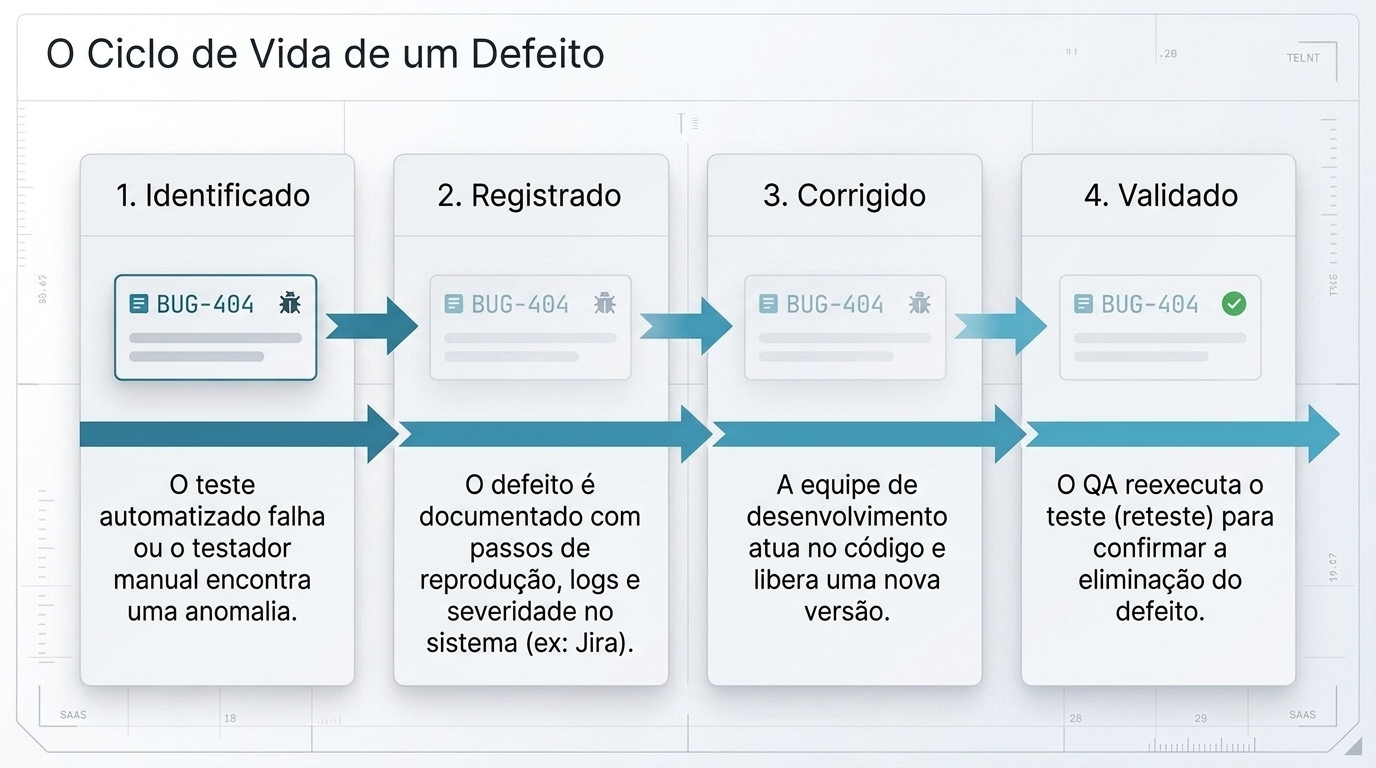 O Ciclo de Vida de um Defeito
.20
TELNT
1. Identificado
2. Registrado
3. Corrigido
4. Validado
BUG-404
BUG-404
BUG-404
BUG-404
O teste
automatizado falha
ou o testador
manual encontra
uma anomalia.
O defeito é
documentado com
passos de
reprodução, logs e
severidade no
sistema (ex: Jira).
A equipe de
desenvolvimento
atua no código e
libera uma nova
versão.
O QA reexecuta o
teste (reteste) para
confirmar a
eliminação do
defeito.
SAAS
18
28
29
SAAS